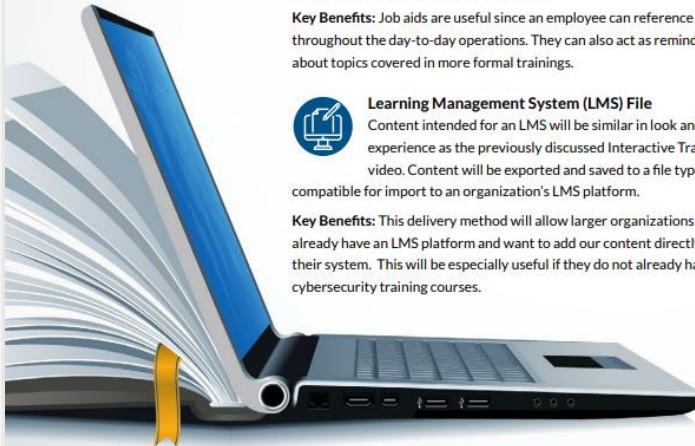 Key Benefits: Job aids are useful since an employee can reference
throughout the day-to-day operations. They can also act as remind
about topics covered in more formal trainings.
Learning Management System (LMS) File
Content intended for an LMS will be similar in look an
experience as the previously discussed Interactive Tra
video. Content will be exported and saved to a file typ
compatible for import to an organization's LMS platform.
Key Benefits: This delivery method will allow larger organizations
already have an LMS platform and want to add our content directl
their system. This will be especially useful if they do not already ha
cybersecurity training courses.